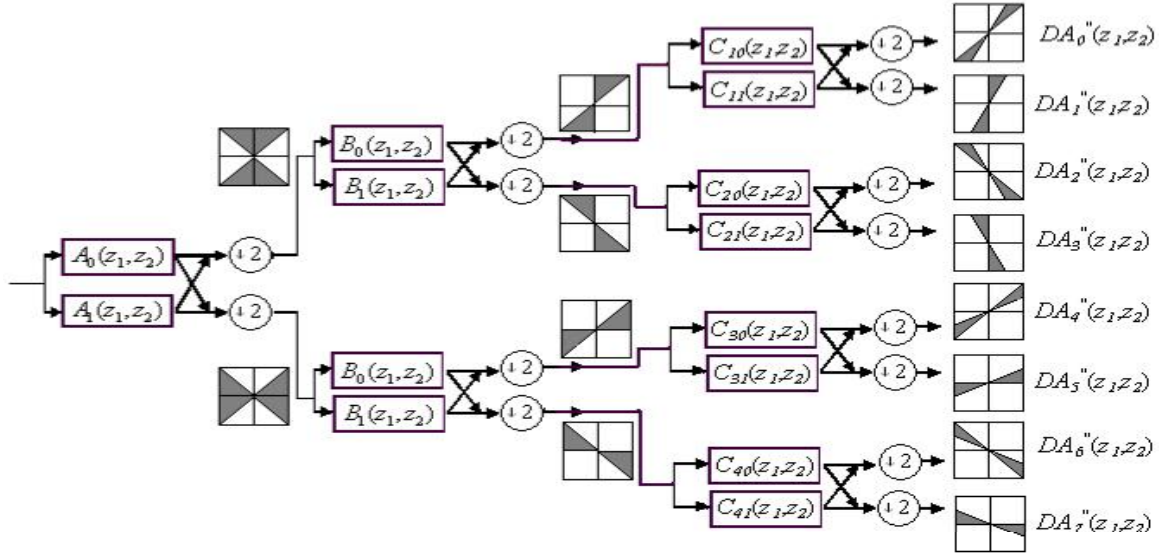 A0(z1,z2)
A1(z1,z2)
↓2
↓2
B0(z1,z2)
B1(z1,z2)
↓2
↓2
B0(z1,z2)
B1(z1,z2)
↓2
↓2
C10(z1,z2)
C11(z1,z2)
↓2
↓2
C20(z1,z2)
C21(z1,z2)
↓2
↓2
C30(z1,z2)
C31(z1,z2)
↓2
↓2
C40(z1,z2)
C41(z1,z2)
↓2
↓2
DA0"(z1,z2)
DA1"(z1,z2)
DA2"(z1,z2)
DA3"(z1,z2)
DA4"(z1,z2)
DA5"(z1,z2)
DA6"(z1,z2)
DA7"(z1,z2)